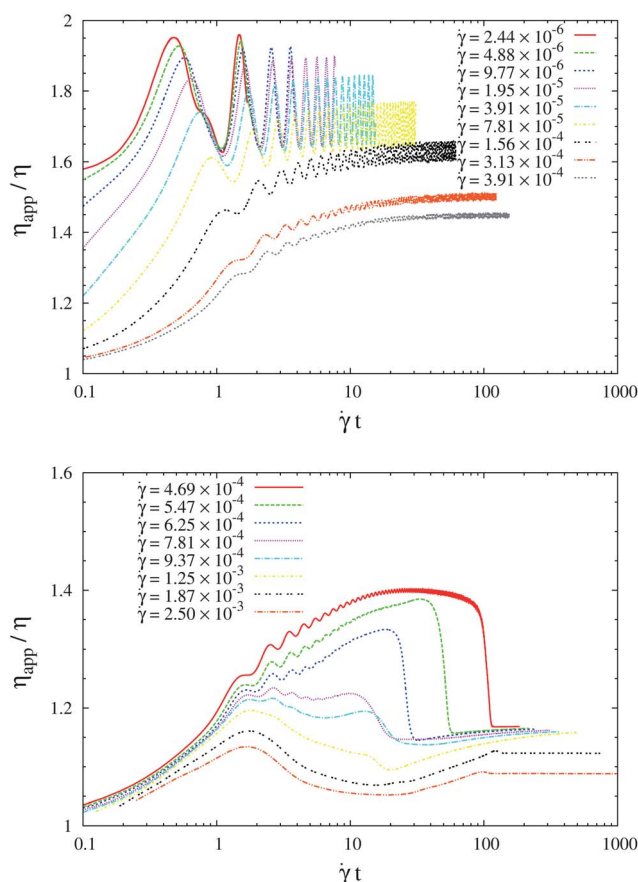 2
1.8
1.6
1.4
1.2
1
η_app / η
0.1 1 10 100 1000
γ̇ t
γ̇ = 2.44 × 10⁻⁶
γ̇ = 4.88 × 10⁻⁶
γ̇ = 9.77 × 10⁻⁶
γ̇ = 1.95 × 10⁻⁵
γ̇ = 3.91 × 10⁻⁵
γ̇ = 7.81 × 10⁻⁵
γ̇ = 1.56 × 10⁻⁴
γ̇ = 3.13 × 10⁻⁴
γ̇ = 3.91 × 10⁻⁴
1.6
1.4
1.2
1
η_app / η
0.1 1 10 100 1000
γ̇ t
γ̇ = 4.69 × 10⁻⁴
γ̇ = 5.47 × 10⁻⁴
γ̇ = 6.25 × 10⁻⁴
γ̇ = 7.81 × 10⁻⁴
γ̇ = 9.37 × 10⁻⁴
γ̇ = 1.25 × 10⁻³
γ̇ = 1.87 × 10⁻³
γ̇ = 2.50 × 10⁻³